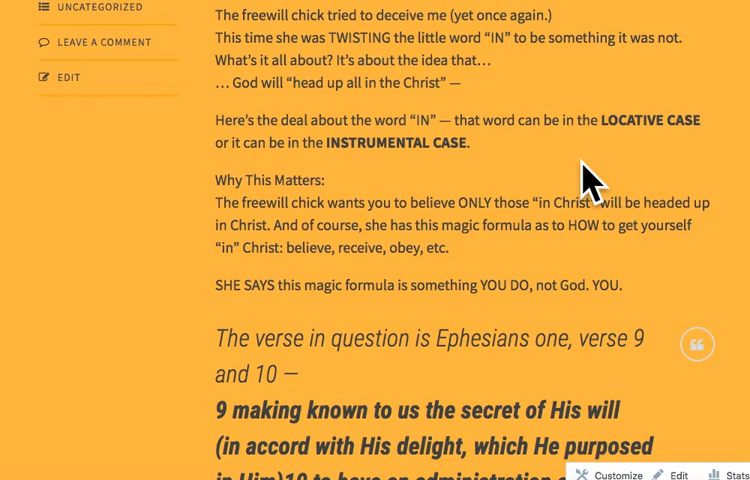 UNCATEGORIZED
LEAVE A COMMENT
EDIT
The freewill chick tried to deceive me (yet once again.)
This time she was TWISTING the little word “IN” to be something it was not.
What’s it all about? It’s about the idea that…
… God will “head up all in the Christ” —
Here’s the deal about the word “IN” — that word can be in the LOCATIVE CASE
or it can be in the INSTRUMENTAL CASE.
Why This Matters:
The freewill chick wants you to believe ONLY those “in Christ” will be headed up
in Christ. And of course, she has this magic formula as to HOW to get yourself
“in” Christ: believe, receive, obey, etc.
SHE SAYS this magic formula is something YOU DO, not God. YOU.
The verse in question is Ephesians one, verse 9
and 10 —
9 making known to us the secret of His will
(in accord with His delight, which He purposed
in Him)10 to have an administration
Customize Edit Stats